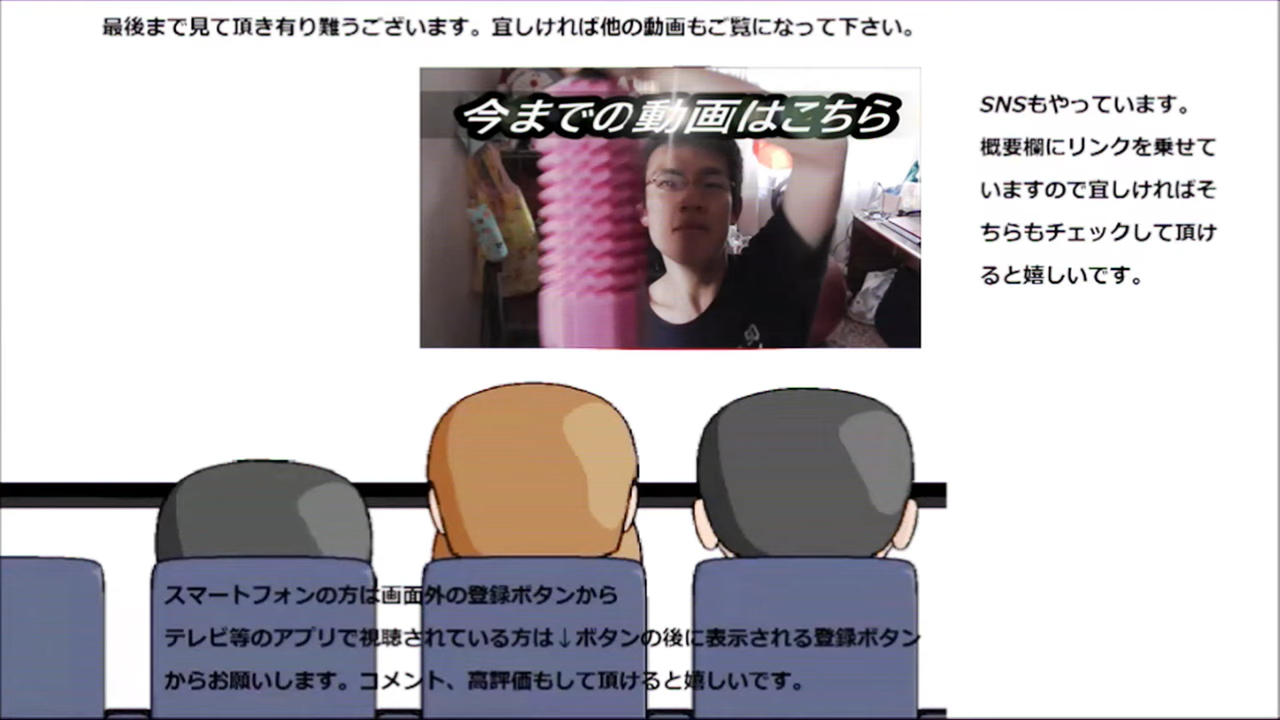 最後まで見て頂き有り難うございます。宜しければ他の動画もご覧になって下さい。
今までの動画はこちら
SNSもやっています。
概要欄にリンクを乗せて
いますので宜しければそ
ちらもチェックして頂け
ると嬉しいです。
スマートフォンの方は画面外の登録ボタンから
テレビ等のアプリで視聴されている方は↓ボタンの後に表示される登録ボタン
からお願いします。コメント、高評価もして頂けると嬉しいです。